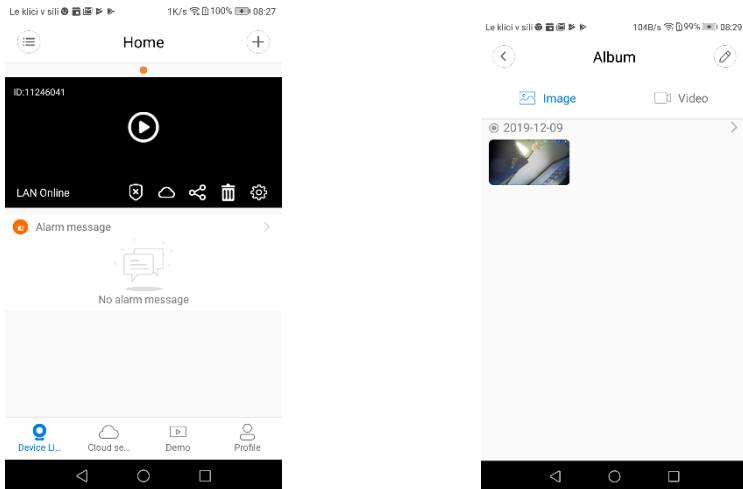 Le klici v sili 1K/s 100% 08:27
Home
ID:11246041
LAN Online
Alarm message
No alarm message
Device Li...
Cloud se...
Demo
Profile
Le klici v sili 104B/s 99% 08:29
Album
Image
Video
2019-12-09